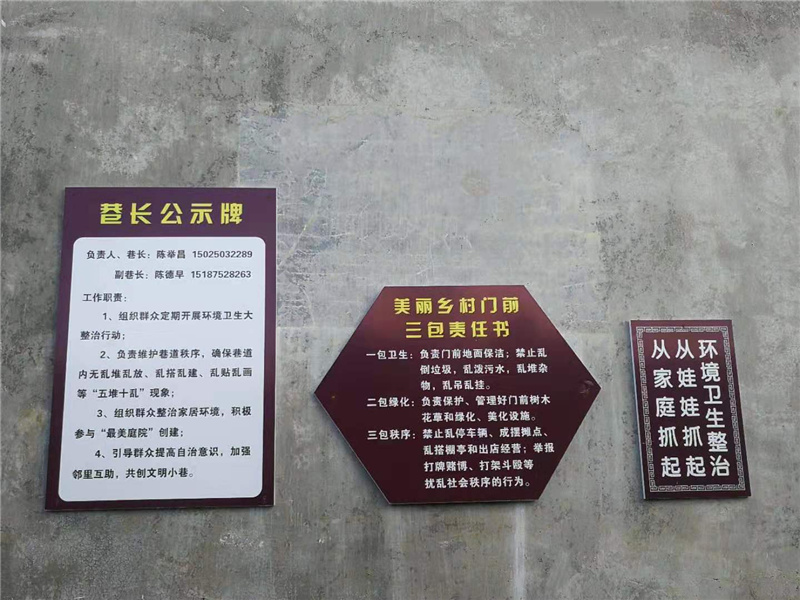 巷长公示牌
负责人、巷长：陈举昌 15025032289
副巷长：陈德早 15187528263
工作职责：
1、组织群众定期开展环境卫生大
整治行动；
2、负责维护巷道秩序，确保巷道
内无乱堆乱放、乱搭乱建、乱贴乱画
等“五堆十乱”现象；
3、组织群众整治家居环境，积极
参与“最美庭院”创建；
4、引导群众提高自治意识，加强
邻里互助，共创文明小巷。
美丽乡村门前
三包责任书
一包卫生：负责门前地面保洁；禁止乱
倒垃圾，乱泼污水，乱堆杂
物，乱吊乱挂。
二包绿化：负责保护、管理好门前树木
花草和绿化、美化设施。
三包秩序：禁止乱停车辆、成摆摊点、
乱搭棚亭和出店经营；举报
打牌赌博、打架斗殴等
扰乱社会秩序的行为。
环境卫生整治
从娃娃抓起
从家庭抓起